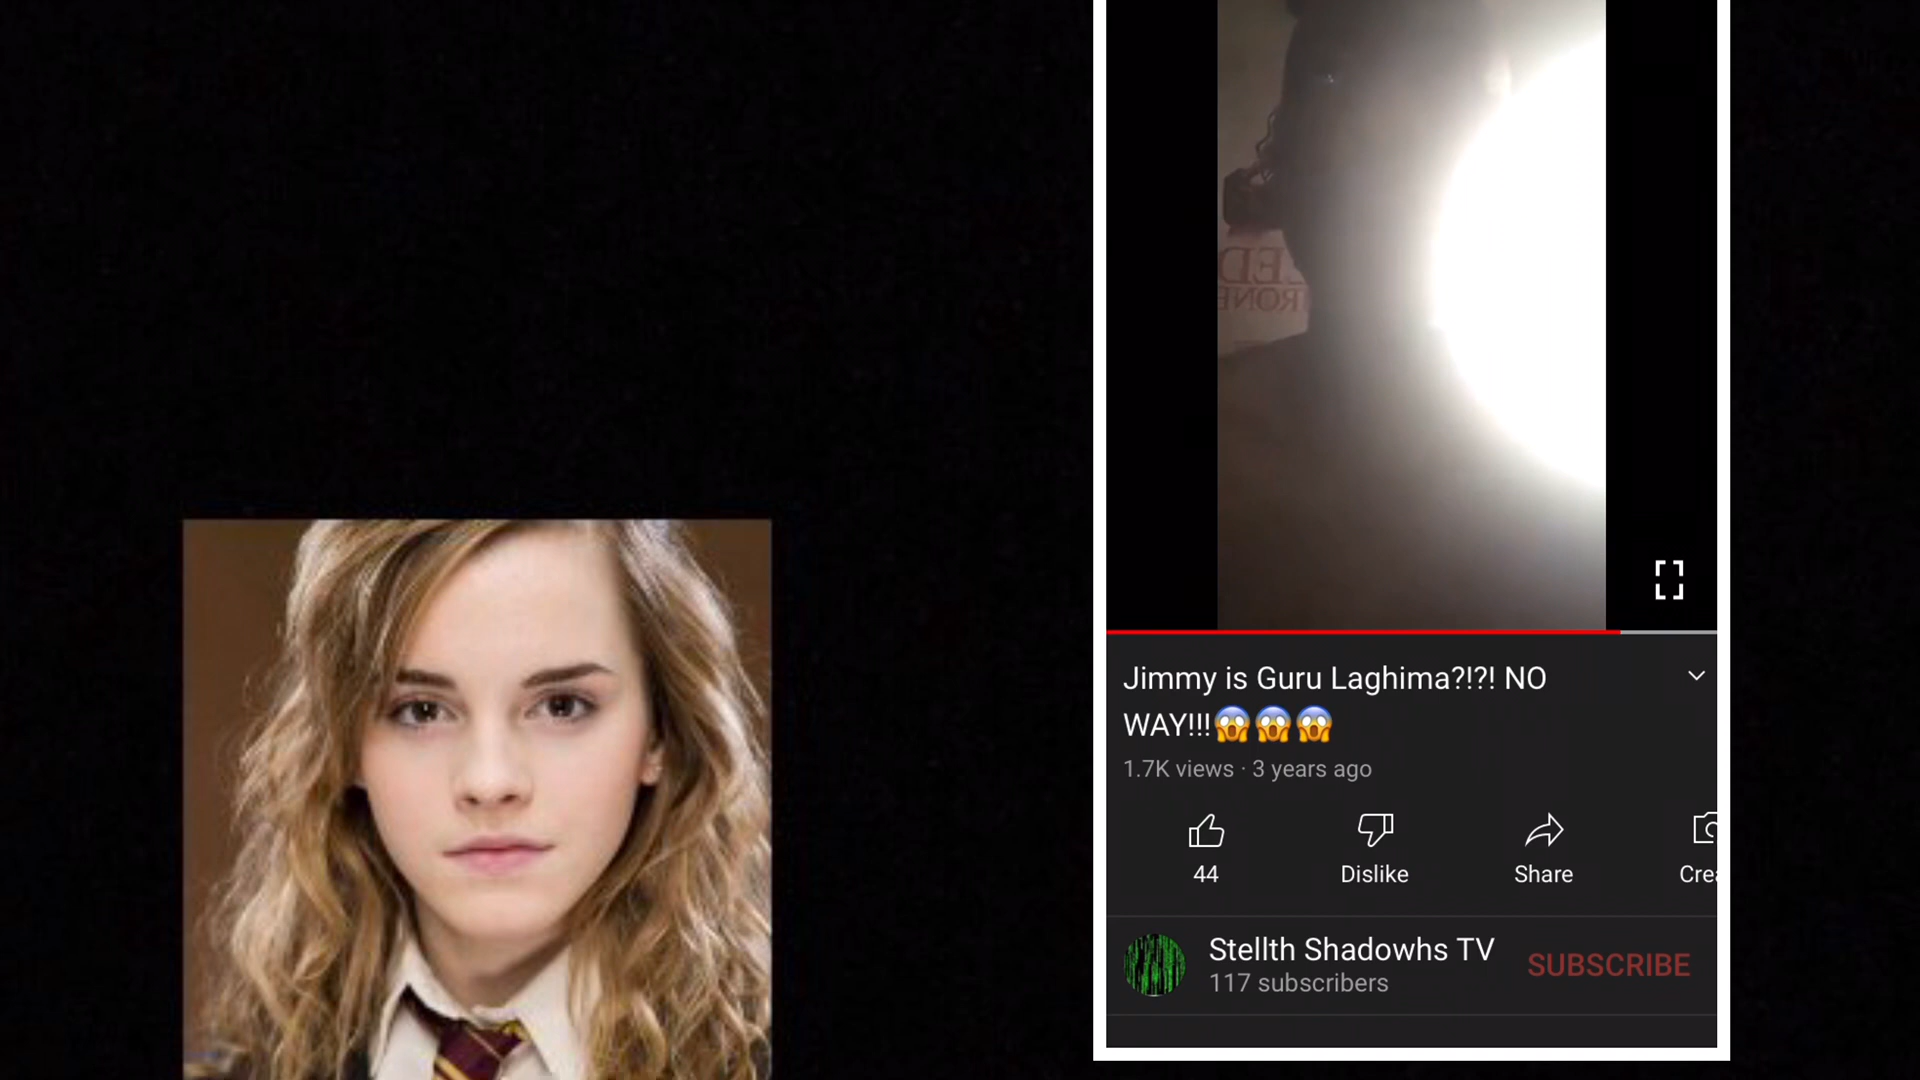 Jimmy is Guru Laghima?!?! NO
WAY!!!😱😱😱
1.7K views · 3 years ago
44
Dislike
Share
Crea
Stellth Shadowhs TV
117 subscribers
SUBSCRIBE